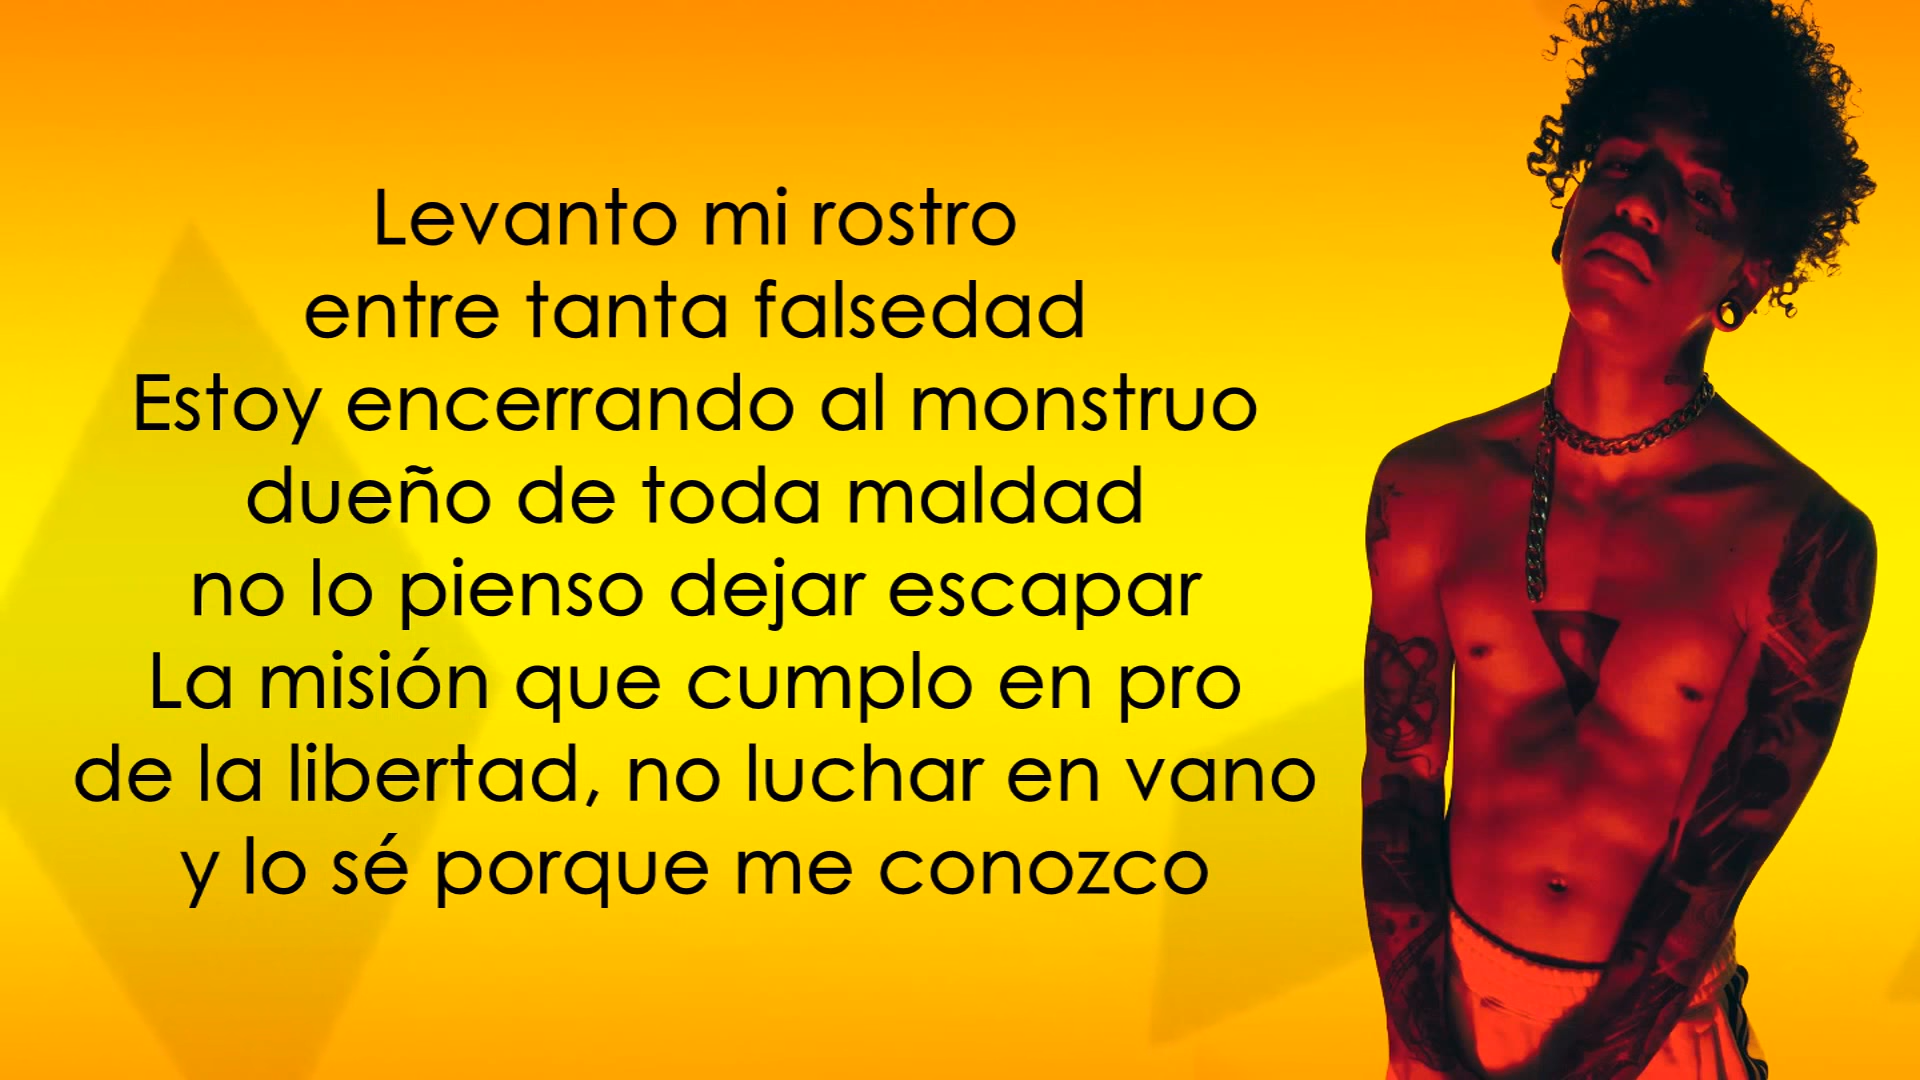 Levanto mi rostro
entre tanta falsedad
Estoy encerrando al monstruo
dueño de toda maldad
no lo pienso dejar escapar
La misión que cumplo en pro
de la libertad, no luchar en vano
y lo sé porque me conozco